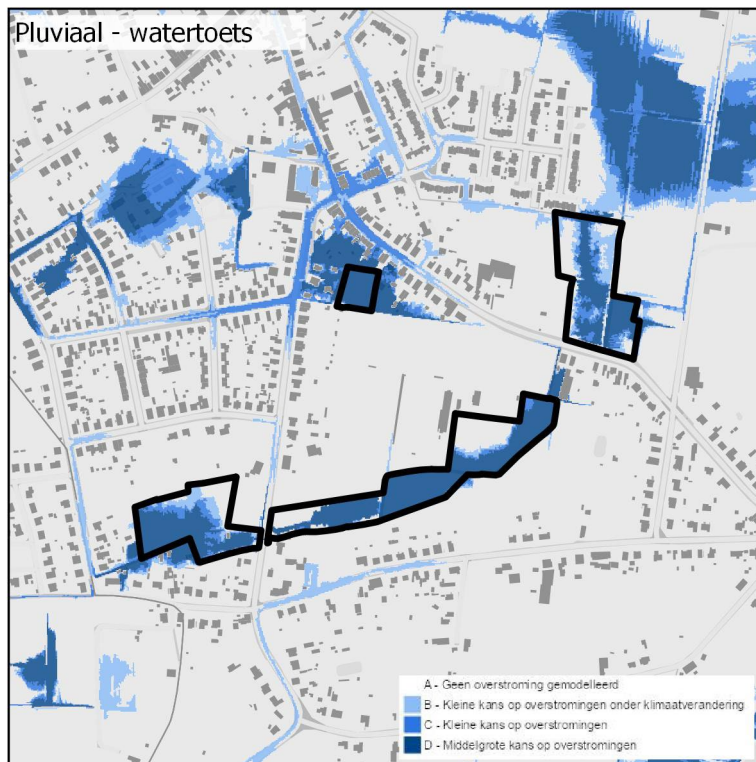 Pluviaal - watertoets
A - Geen overstroming gemodelleerd
B - Kleine kans op overstromingen onder klimaatverandering
C - Kleine kans op overstromingen
D - Middelgrote kans op overstromingen